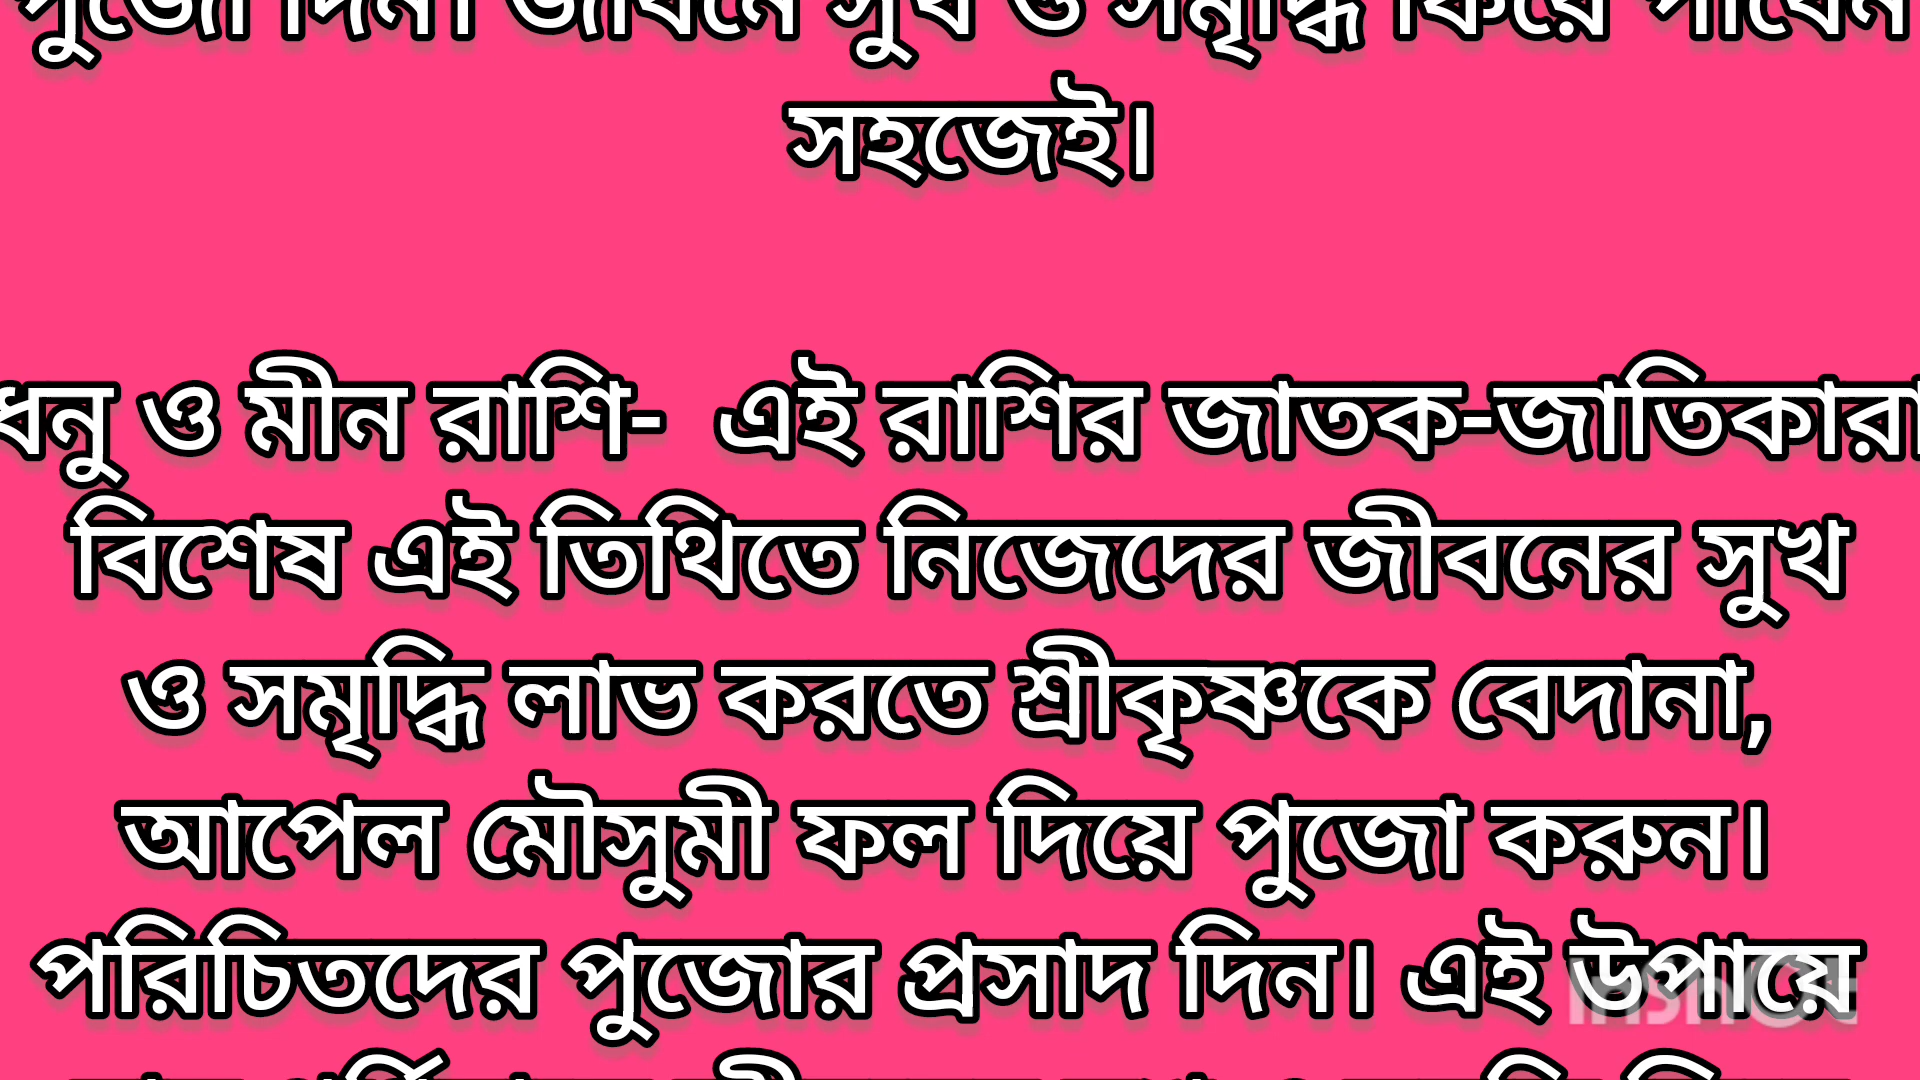 পুজো দিন। জীবনে সুখ ও সমৃদ্ধি ফিরে পাবেন
সহজেই।
ধনু ও মীন রাশি- এই রাশির জাতক-জাতিকারা
বিশেষ এই তিথিতে নিজেদের জীবনের সুখ
ও সমৃদ্ধি লাভ করতে শ্রীকৃষ্ণকে বেদানা,
আপেল মৌসুমী ফল দিয়ে পুজো করুন।
পরিচিতদের পুজোর প্রসাদ দিন। এই উপায়ে
InShOt